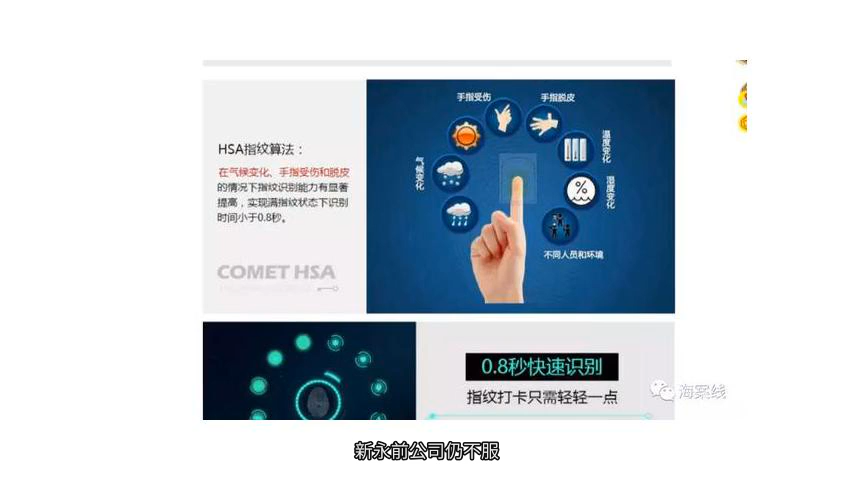 手指受伤
手指脱皮
温度变化
湿度变化
气候变化
不同人员和环境
HSA指纹算法：
在气候变化、手指受伤和脱皮
的情况下指纹识别能力有显著
提高，实现满指纹状态下识别
时间小于0.8秒。
COMET HSA
%
0.8秒快速识别
指纹打卡只需轻轻一点
海案线
新永前公司仍不服